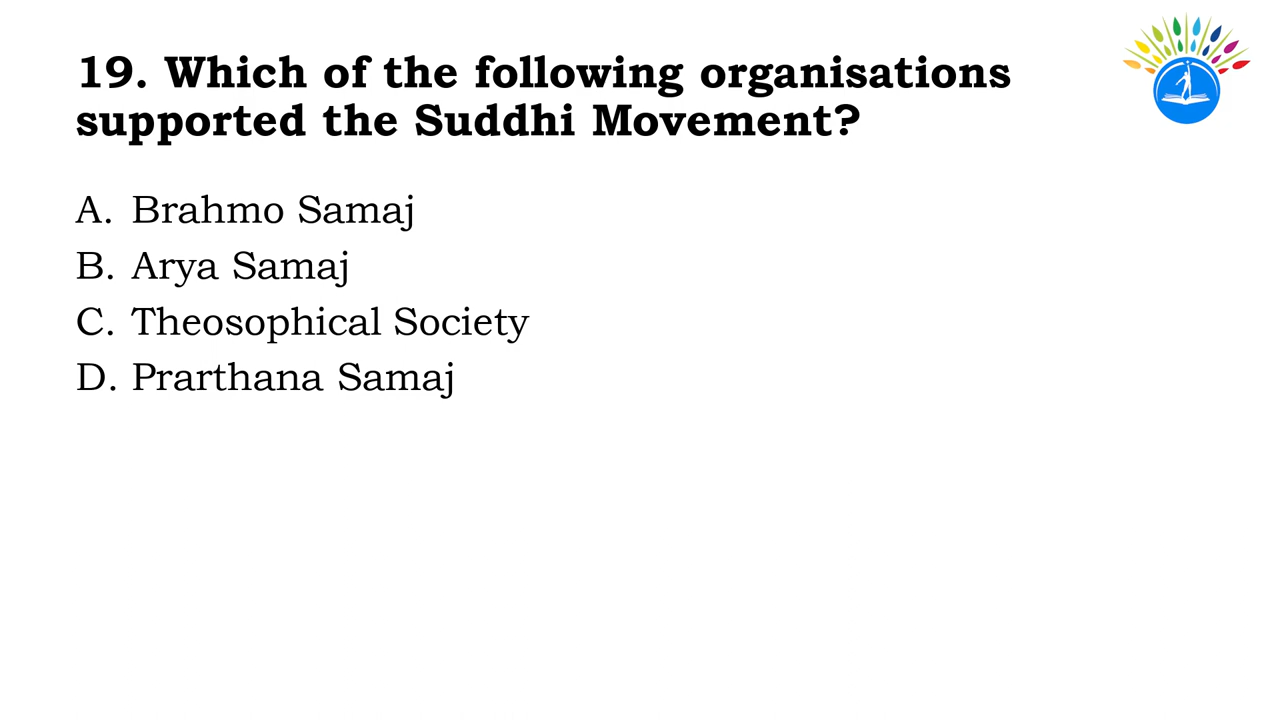 19. Which of the following organisations
supported the Suddhi Movement?
A. Brahmo Samaj
B. Arya Samaj
C. Theosophical Society
D. Prarthana Samaj